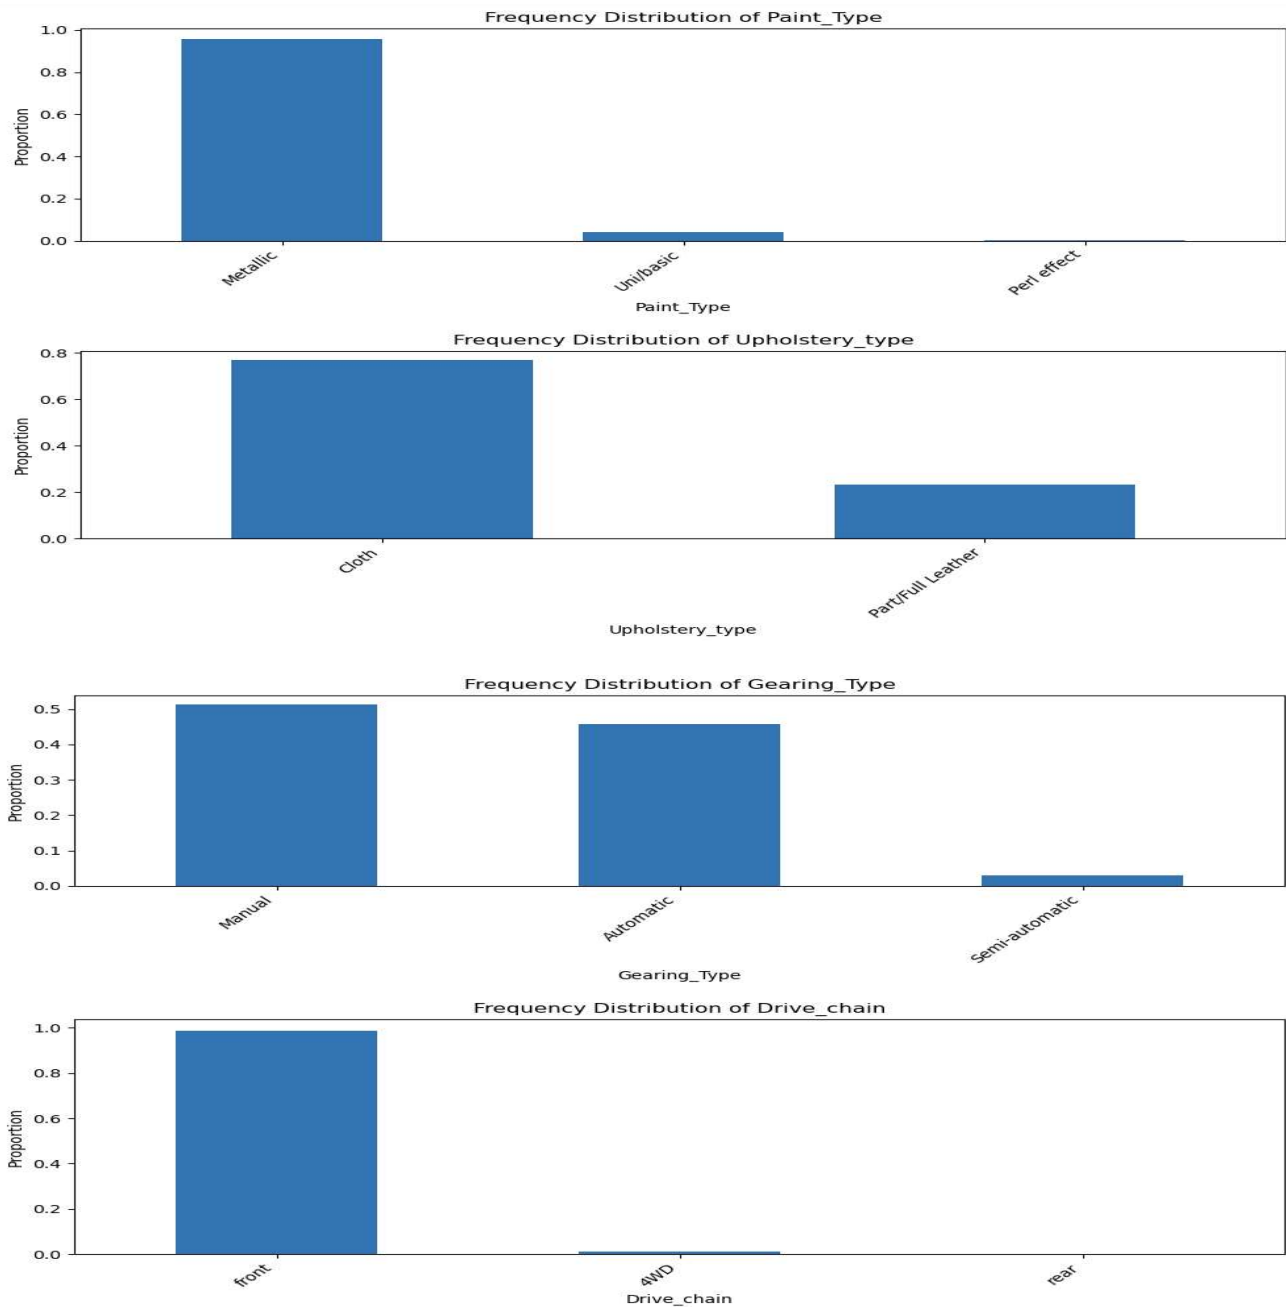 Frequency Distribution of Paint_Type
1.0
0.8
0.6
0.4
0.2
0.0
Proportion
Metallic
Uni/basic
Perl effect
Paint_Type
Frequency Distribution of Upholstery_type
0.8
0.6
0.4
0.2
0.0
Proportion
Cloth
Part/Full Leather
Upholstery_type
Frequency Distribution of Gearing_Type
0.5
0.4
0.3
0.2
0.1
0.0
Proportion
Manual
Automatic
Semi-automatic
Gearing_Type
Frequency Distribution of Drive_chain
1.0
0.8
0.6
0.4
0.2
0.0
Proportion
front
4WD
rear
Drive_chain